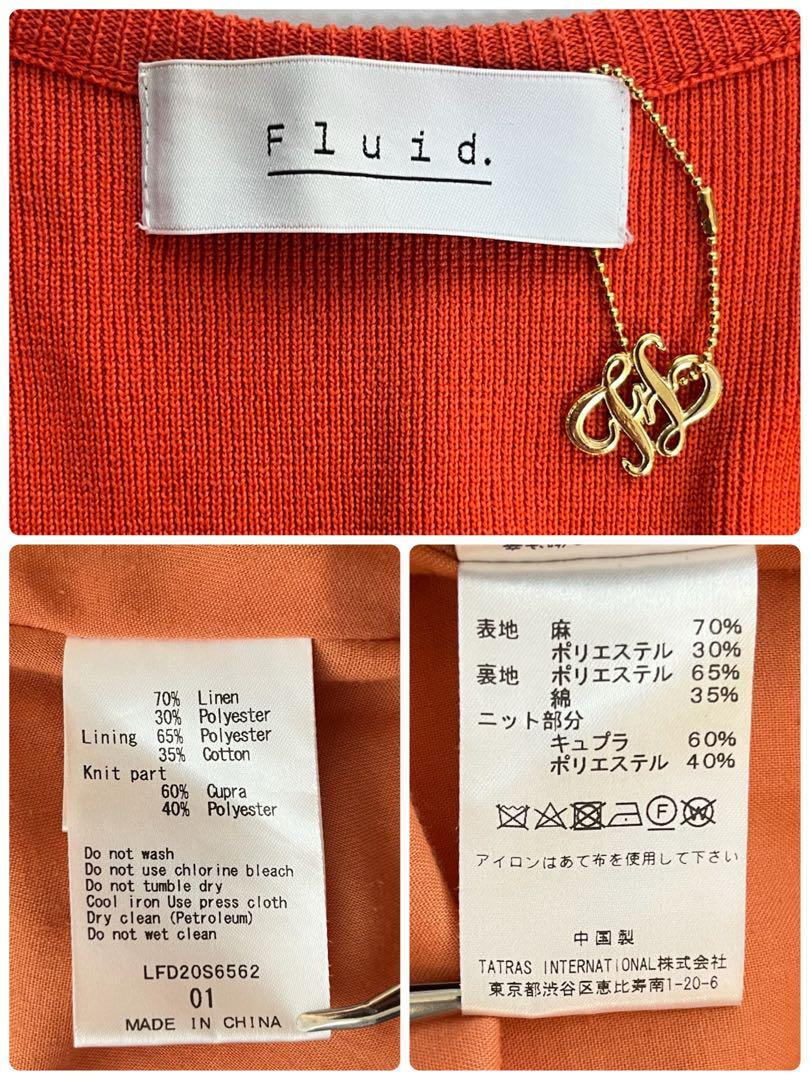 Fluid.
70% Linen
30% Polyester
Lining 65% Polyester
35% Cotton
Knit part
60% Cupra
40% Polyester
Do not wash
Do not use chlorine bleach
Do not tumble dry
Cool iron Use press cloth
Dry clean (Petroleum)
Do not wet clean
LFD20S6562
01
MADE IN CHINA
表地 麻 70%
ポリエステル 30%
裏地 ポリエステル 65%
綿 35%
ニット部分
キュプラ 60%
ポリエステル 40%
F W
アイロンはあて布を使用して下さい
中国製
TATRAS INTERNATIONAL株式会社
東京都渋谷区恵比寿南1-20-6